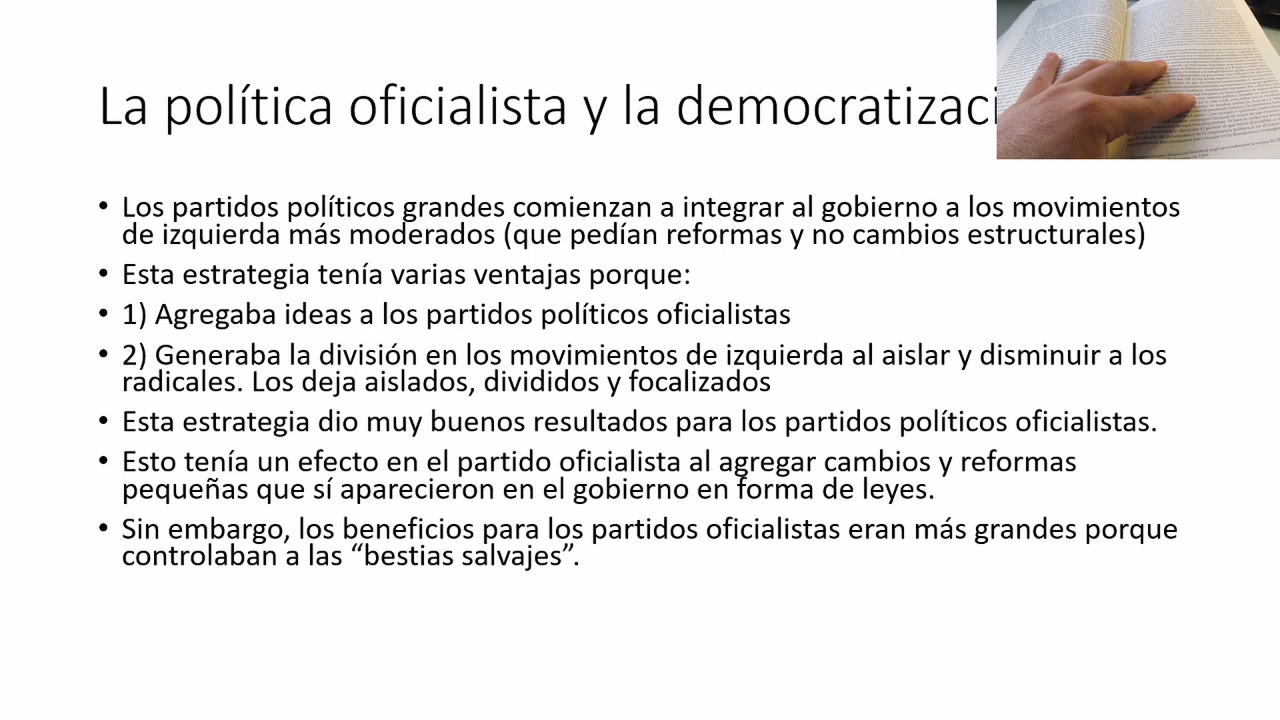 La política oficialista y la democratizaci
• Los partidos políticos grandes comienzan a integrar al gobierno a los movimientos
de izquierda más moderados (que pedían reformas y no cambios estructurales)
• Esta estrategia tenía varias ventajas porque:
• 1) Agregaba ideas a los partidos políticos oficialistas
• 2) Generaba la división en los movimientos de izquierda al aislar y disminuir a los
radicales. Los deja aislados, divididos y focalizados
• Esta estrategia dio muy buenos resultados para los partidos políticos oficialistas.
• Esto tenía un efecto en el partido oficialista al agregar cambios y reformas
pequeñas que sí aparecieron en el gobierno en forma de leyes.
• Sin embargo, los beneficios para los partidos oficialistas eran más grandes porque
controlaban a las “bestias salvajes”.